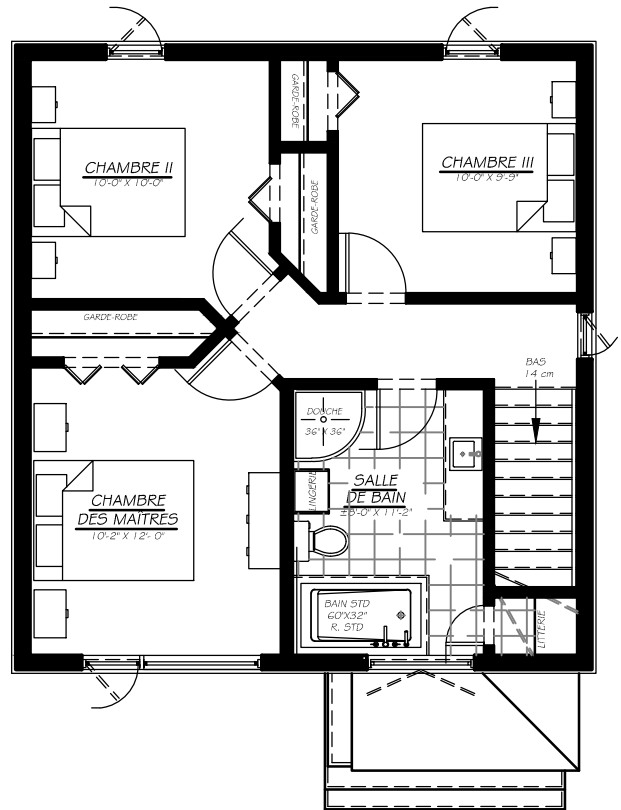 CHAMBRE II
10'-0" X 10'-0"
GARDE-ROBE
GARDE-ROBE
CHAMBRE III
10'-0" X 9'-9"
GARDE-ROBE
BAS
14 cm
DOUCHE
36" X 36"
LINGERIE
SALLE
DE BAIN
±8'-0" X 11'-2"
CHAMBRE
DES MAÎTRES
10'-2" X 12'-0"
BAIN STD
60"X32"
R. STD
LITTERIE